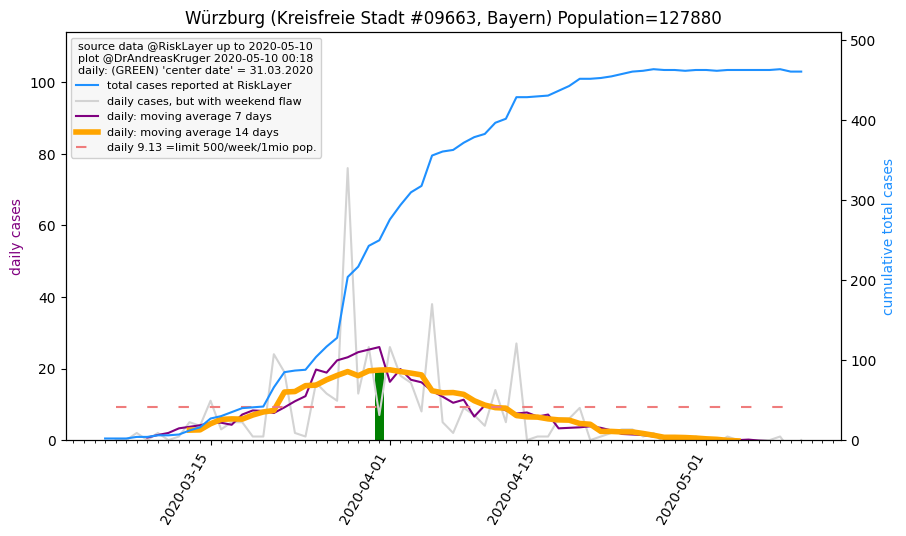 Würzburg (Kreisfreie Stadt #09663, Bayern) Population=127880
source data @RiskLayer up to 2020-05-10
plot @DrAndreasKruger 2020-05-10 00:18
daily: (GREEN) 'center date' = 31.03.2020
total cases reported at RiskLayer
daily cases, but with weekend flaw
daily: moving average 7 days
daily: moving average 14 days
daily 9.13 =limit 500/week/1mio pop.
daily cases
100
80
60
40
20
0
500
400
300
200
100
0
cumulative total cases
2020-03-15
2020-04-01
2020-04-15
2020-05-01